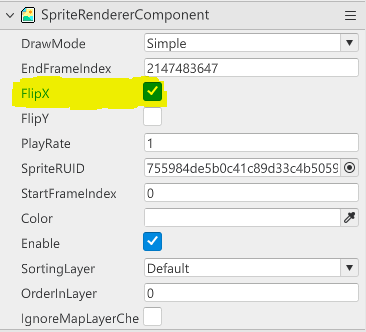 SpriteRendererComponent
DrawMode Simple
EndFrameIndex 2147483647
FlipX
FlipY
PlayRate 1
SpriteRUID 755984de5b0c41c89d33c4b5059
StartFrameIndex 0
Color
Enable
SortingLayer Default
OrderInLayer 0
IgnoreMapLayerChe